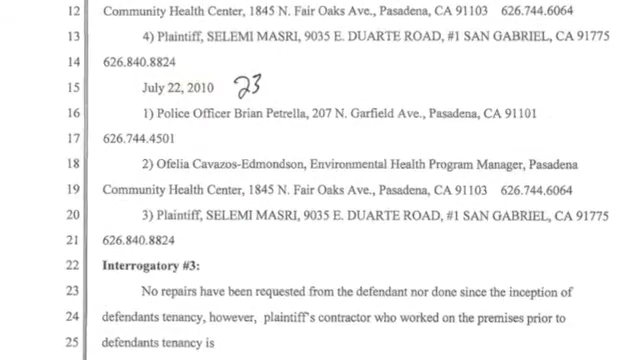 12 Community Health Center, 1845 N. Fair Oaks Ave., Pasadena, CA 91103 626.744.6064
13 4) Plaintiff, SELEMI MASRI, 9035 E. DUARTE ROAD, #1 SAN GABRIEL, CA 91775
14 626.840.8824
15 July 22, 2010 23
16 1) Police Officer Brian Petrella, 207 N. Garfield Ave., Pasadena, CA 91101
17 626.744.4501
18 2) Ofelia Cavazos-Edmondson, Environmental Health Program Manager, Pasadena
19 Community Health Center, 1845 N. Fair Oaks Ave., Pasadena, CA 91103 626.744.6064
20 3) Plaintiff, SELEMI MASRI, 9035 E. DUARTE ROAD, #1 SAN GABRIEL, CA 91775
21 626.840.8824
22 Interrogatory #3:
23 No repairs have been requested from the defendant nor done since the inception of
24 defendants tenancy, however, plaintiff's contractor who worked on the premises prior to
25 defendants tenancy is